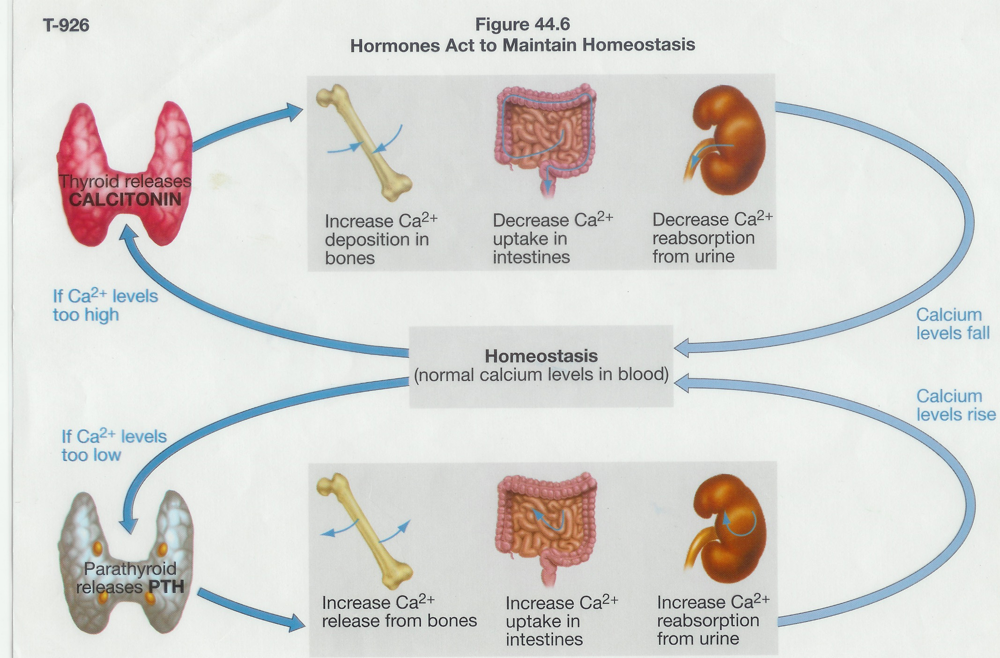 T-926
Figure 44.6
Hormones Act to Maintain Homeostasis
Thyroid releases
CALCITONIN
Increase Ca2+
deposition in
bones
Decrease Ca2+
uptake in
intestines
Decrease Ca2+
reabsorption
from urine
If Ca2+ levels
too high
Calcium
levels fall
Homeostasis
(normal calcium levels in blood)
Calcium
levels rise
If Ca2+ levels
too low
Parathyroid
releases PTH
Increase Ca2+
release from bones
Increase Ca2+
uptake in
intestines
Increase Ca2+
reabsorption
from urine